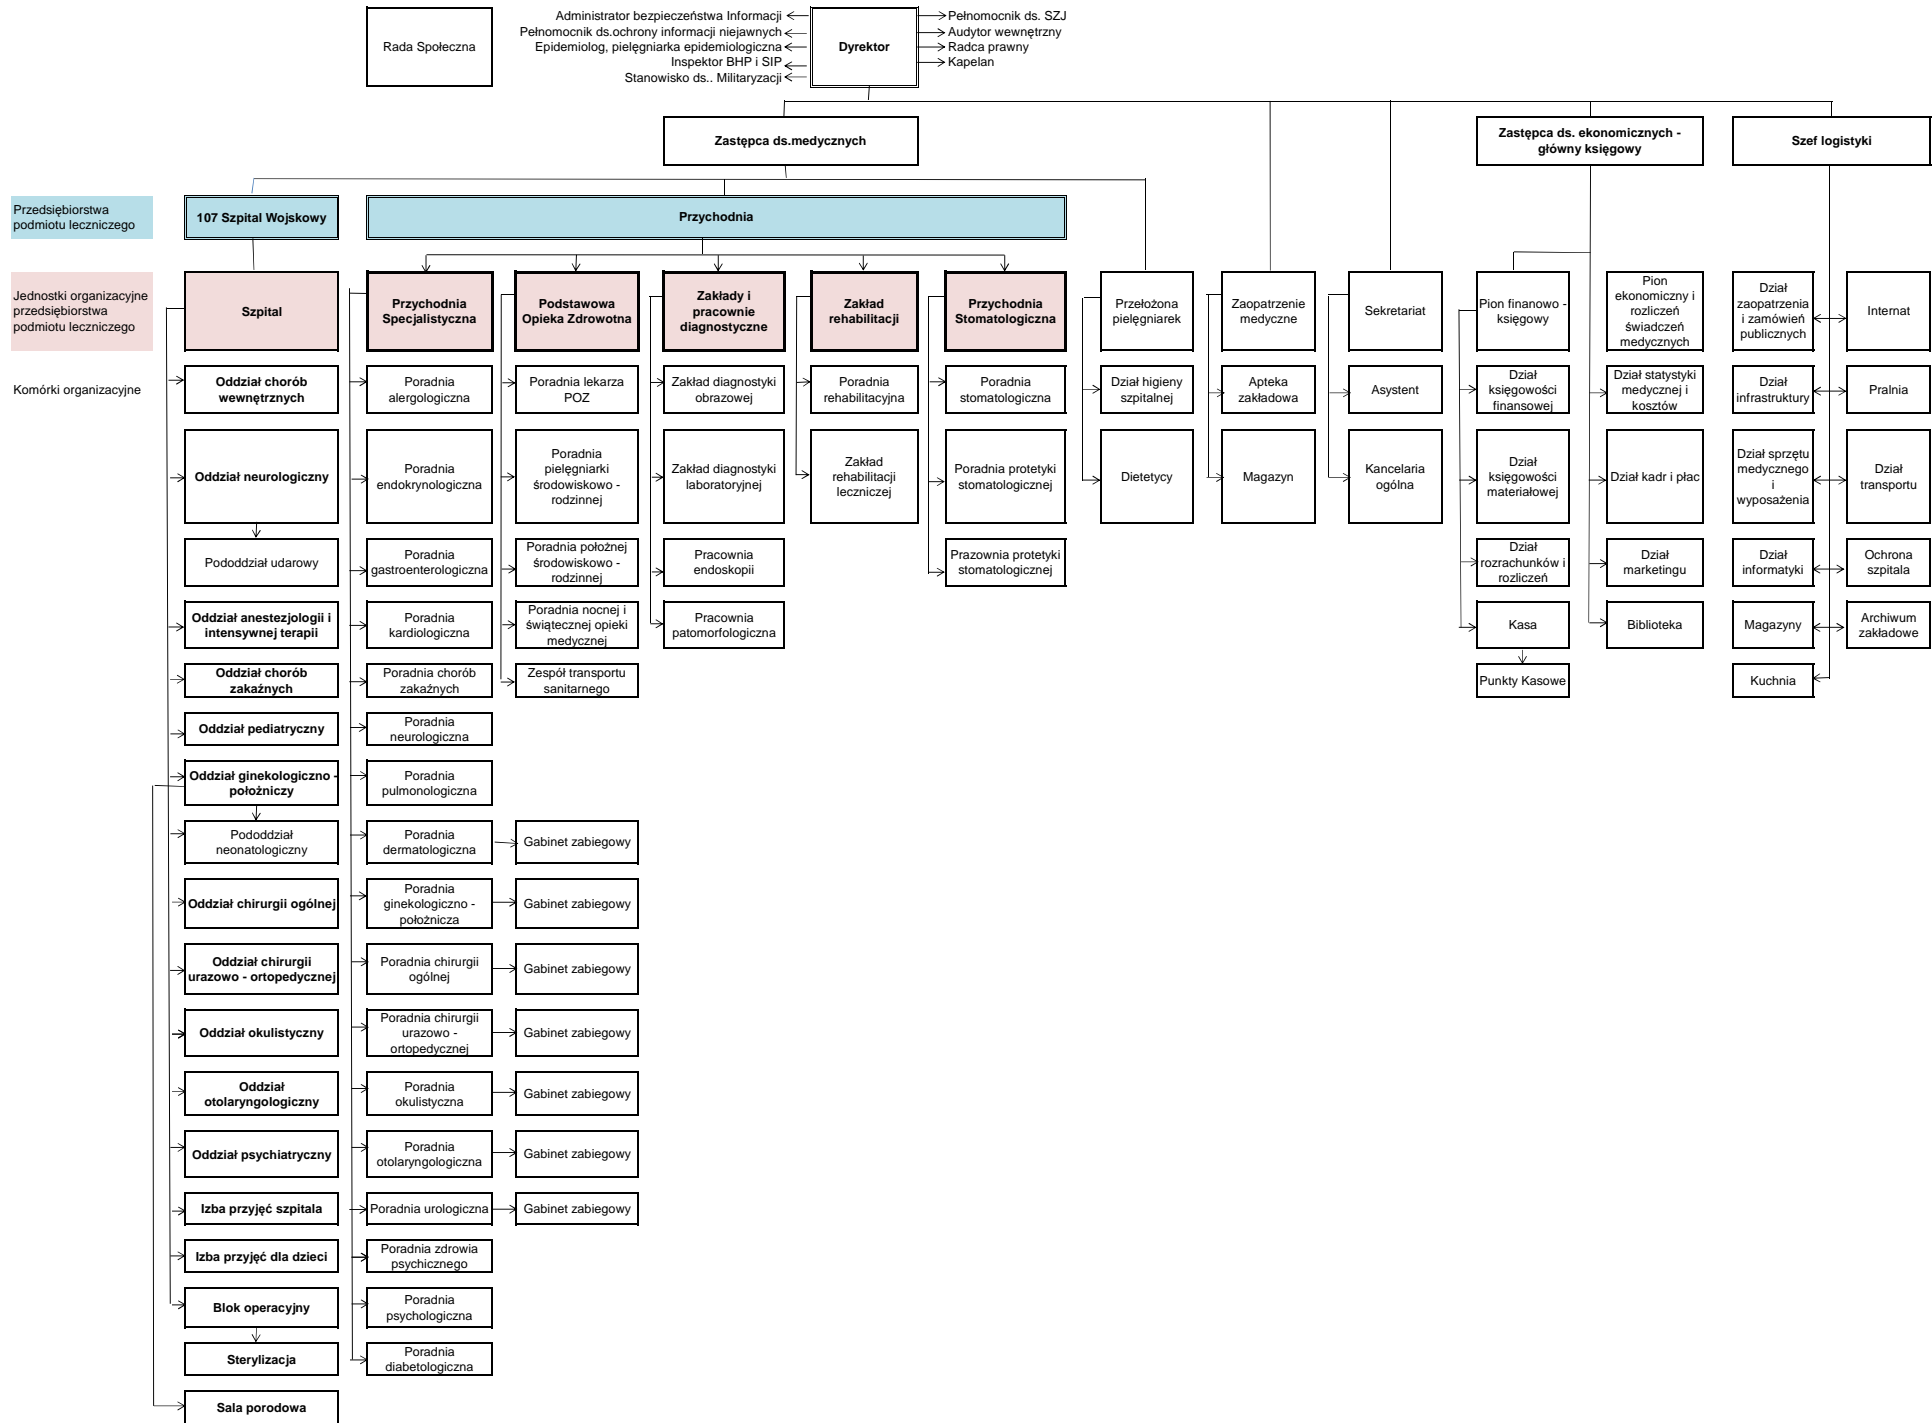 Administrator bezpieczeństwa Informacji
Pełnomocnik ds.ochrony informacji niejawnych
Epidemiolog, pielęgniarka epidemiologiczna
Inspektor BHP i SIP
Stanowisko ds.. Militaryzacji
Rada Społeczna
Dyrektor
Pełnomocnik ds. SZJ
Audytor wewnętrzny
Radca prawny
Kapelan
Zastępca ds.medycznych
Zastępca ds. ekonomicznych -
główny księgowy
Szef logistyki
Przedsiębiorstwa
podmiotu leczniczego
107 Szpital Wojskowy
Przychodnia
Jednostki organizacyjne
przedsiębiorstwa
podmiotu leczniczego
Szpital
Przychodnia
Specjalistyczna
Podstawowa
Opieka Zdrowotna
Zakłady i
pracownie
diagnostyczne
Zakład
rehabilitacji
Przychodnia
Stomatologiczna
Przełożona
pielęgniarek
Zaopatrzenie
medyczne
Sekretariat
Pion finansowo -
księgowy
Pion
ekonomiczny i
rozliczeń
świadczeń
medycznych
Dział
zaopatrzenia
i zamówień
publicznych
Internat
Komórki organizacyjne
Oddział chorób
wewnętrznych
Poradnia
alergologiczna
Poradnia lekarza
POZ
Zakład diagnostyki
obrazowej
Poradnia
rehabilitacyjna
Poradnia
stomatologiczna
Dział higieny
szpitalnej
Apteka
zakładowa
Asystent
Dział
księgowości
finansowej
Dział statystyki
medycznej i
kosztów
Dział
infrastruktury
Pralnia
Oddział neurologiczny
Poradnia
endokrynologiczna
Poradnia
pielęgniarki
środowiskowo -
rodzinnej
Zakład diagnostyki
laboratoryjnej
Zakład
rehabilitacji
leczniczej
Poradnia protetyki
stomatologicznej
Dietetycy
Magazyn
Kancelaria
ogólna
Dział
księgowości
materiałowej
Dział kadr i płac
Dział sprzętu
medycznego
i
wyposażenia
Dział
transportu
Pododdział udarowy
Poradnia
gastroenterologiczna
Poradnia położnej
środowiskowo -
rodzinnej
Pracownia
endoskopii
Prazownia protetyki
stomatologicznej
Dział
rozrachunków i
rozliczeń
Dział
marketingu
Dział
informatyki
Ochrona
szpitala
Oddział anestezjologii i
intensywnej terapii
Poradnia
kardiologiczna
Poradnia nocnej i
świątecznej opieki
medycznej
Pracownia
patomorfologiczna
Kasa
Biblioteka
Magazyny
Archiwum
zakładowe
Oddział chorób
zakaźnych
Poradnia chorób
zakaźnych
Zespół transportu
sanitarnego
Punkty Kasowe
Kuchnia
Oddział pediatryczny
Poradnia
neurologiczna
Oddział ginekologiczno -
położniczy
Poradnia
pulmonologiczna
Pododdział
neonatologiczny
Poradnia
dermatologiczna
Gabinet zabiegowy
Oddział chirurgii ogólnej
Poradnia
ginekologiczno -
położnicza
Gabinet zabiegowy
Oddział chirurgii
urazowo - ortopedycznej
Poradnia chirurgii
ogólnej
Gabinet zabiegowy
Oddział okulistyczny
Poradnia chirurgii
urazowo -
ortopedycznej
Gabinet zabiegowy
Oddział
otolaryngologiczny
Poradnia
okulistyczna
Gabinet zabiegowy
Oddział psychiatryczny
Poradnia
otolaryngologiczna
Gabinet zabiegowy
Izba przyjęć szpitala
Poradnia urologiczna
Gabinet zabiegowy
Izba przyjęć dla dzieci
Poradnia zdrowia
psychicznego
Blok operacyjny
Poradnia
psychologiczna
Sterylizacja
Poradnia
diabetologiczna
Sala porodowa